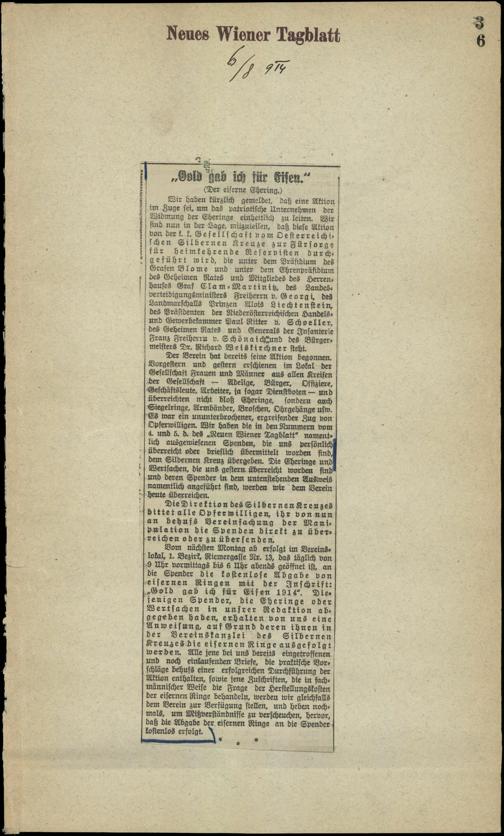 3
6
Neues Wiener Tagblatt
6/8 914
„Gold gab ich für Eisen.“
(Der eiserne Ehering.)
Wir haben kürzlich gemeldet, daß eine Aktion
im Zuge sei, um das patriotische Unternehmen der
Widmung der Eheringe einheitlich zu leiten. Wir
sind nun in der Lage, mitzuteilen, daß diese Aktion
von der k. k. Gesellschaft vom Oesterreichi-
schen Silbernen Kreuze zur Fürsorge
für heimkehrende Reservisten durch-
geführt wird, die unter dem Präsidium des
Grafen Blome und unter dem Ehrenpräsidium
des Geheimen Rates und Mitgliedes des Herren-
hauses Graf Clam-Martinitz, des Landes-
verteidigungsministers Freiherrn v. Georgi, des
Landmarschalls Prinzen Alois Liechtenstein,
des Präsidenten der Niederösterreichischen Handels-
und Gewerbekammer Paul Ritter v. Schoeller,
des Geheimen Rates und Generals der Infanterie
Franz Freiherrn v. Schönaich und des Bürger-
meisters Dr. Richard Weiskirchner steht.
Der Verein hat bereits seine Aktion begonnen.
Vorgestern und gestern erschienen im Lokal der
Gesellschaft Frauen und Männer aus allen Kreisen
der Gesellschaft — Adelige, Bürger, Offiziere,
Geschäftsleute, Arbeiter, ja sogar Dienstboten — und
überreichten nicht bloß Eheringe, sondern auch
Siegelringe, Armbänder, Broschen, Ohrgehänge usw.
Es war ein ununterbrochener, ergreifender Zug von
Opferwilligen. Wir haben die in den Nummern vom
4. und 5. d. des „Neuen Wiener Tagblatt“ nament-
lich ausgewiesenen Spenden, die uns persönlich
überreicht oder brieflich übermittelt worden sind,
dem Silbernen Kreuz übergeben. Die Eheringe und
Wertsachen, die uns gestern überreicht worden sind
und deren Spender in dem untenstehenden Ausweis
namentlich angeführt sind, werden wir dem Verein
heute überreichen.
Die Direktion des Silbernen Kreuzes
bittet alle Opferwilligen, ihr von nun
an behufs Vereinfachung der Mani-
pulation die Spenden direkt zu über-
reichen oder zu übersenden.
Vom nächsten Montag ab erfolgt im Vereins-
lokal, 1. Bezirk, Riemergasse Nr. 13, das täglich von
9 Uhr vormittags bis 6 Uhr abends geöffnet ist, an
die Spender die kostenlose Abgabe von
eisernen Ringen mit der Inschrift:
„Gold gab ich für Eisen 1914“. Die-
jenigen Spender, die Eheringe oder
Wertsachen in unsrer Redaktion ab-
gegeben haben, erhalten von uns eine
Anweisung, auf Grund deren ihnen in
der Vereinskanzlei des Silbernen
Kreuzes die eisernen Ringe ausgefolgt
werden. Alle jene bei uns bereits eingetroffenen
und noch einlaufender Briefe, die praktische Vor-
schläge behufs einer erfolgreichen Durchführung der
Aktion enthalten, sowie jene Zuschriften, die in fach-
männischer Weise die Frage der Herstellungskosten
der eisernen Ringe behandeln, werden wir gleichfalls
dem Verein zur Verfügung stellen, und heben noch-
mals, um Mißverständnisse zu verscheuchen, hervor,
daß die Abgabe der eisernen Ringe an die Spender
kostenlos erfolgt.